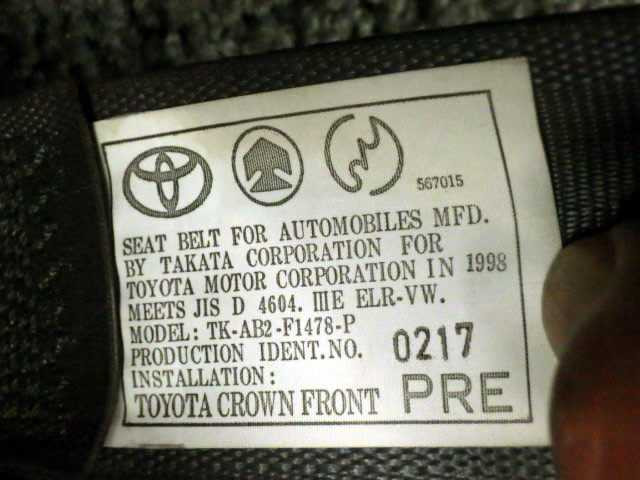 567015
SEAT BELT FOR AUTOMOBILES MFD.
BY TAKATA CORPORATION FOR
TOYOTA MOTOR CORPORATION IN 1998
MEETS JIS D 4604. IIIE ELR-VW.
MODEL: TK-AB2-F1478-P
PRODUCTION IDENT.NO. 0217
INSTALLATION:
TOYOTA CROWN FRONT PRE